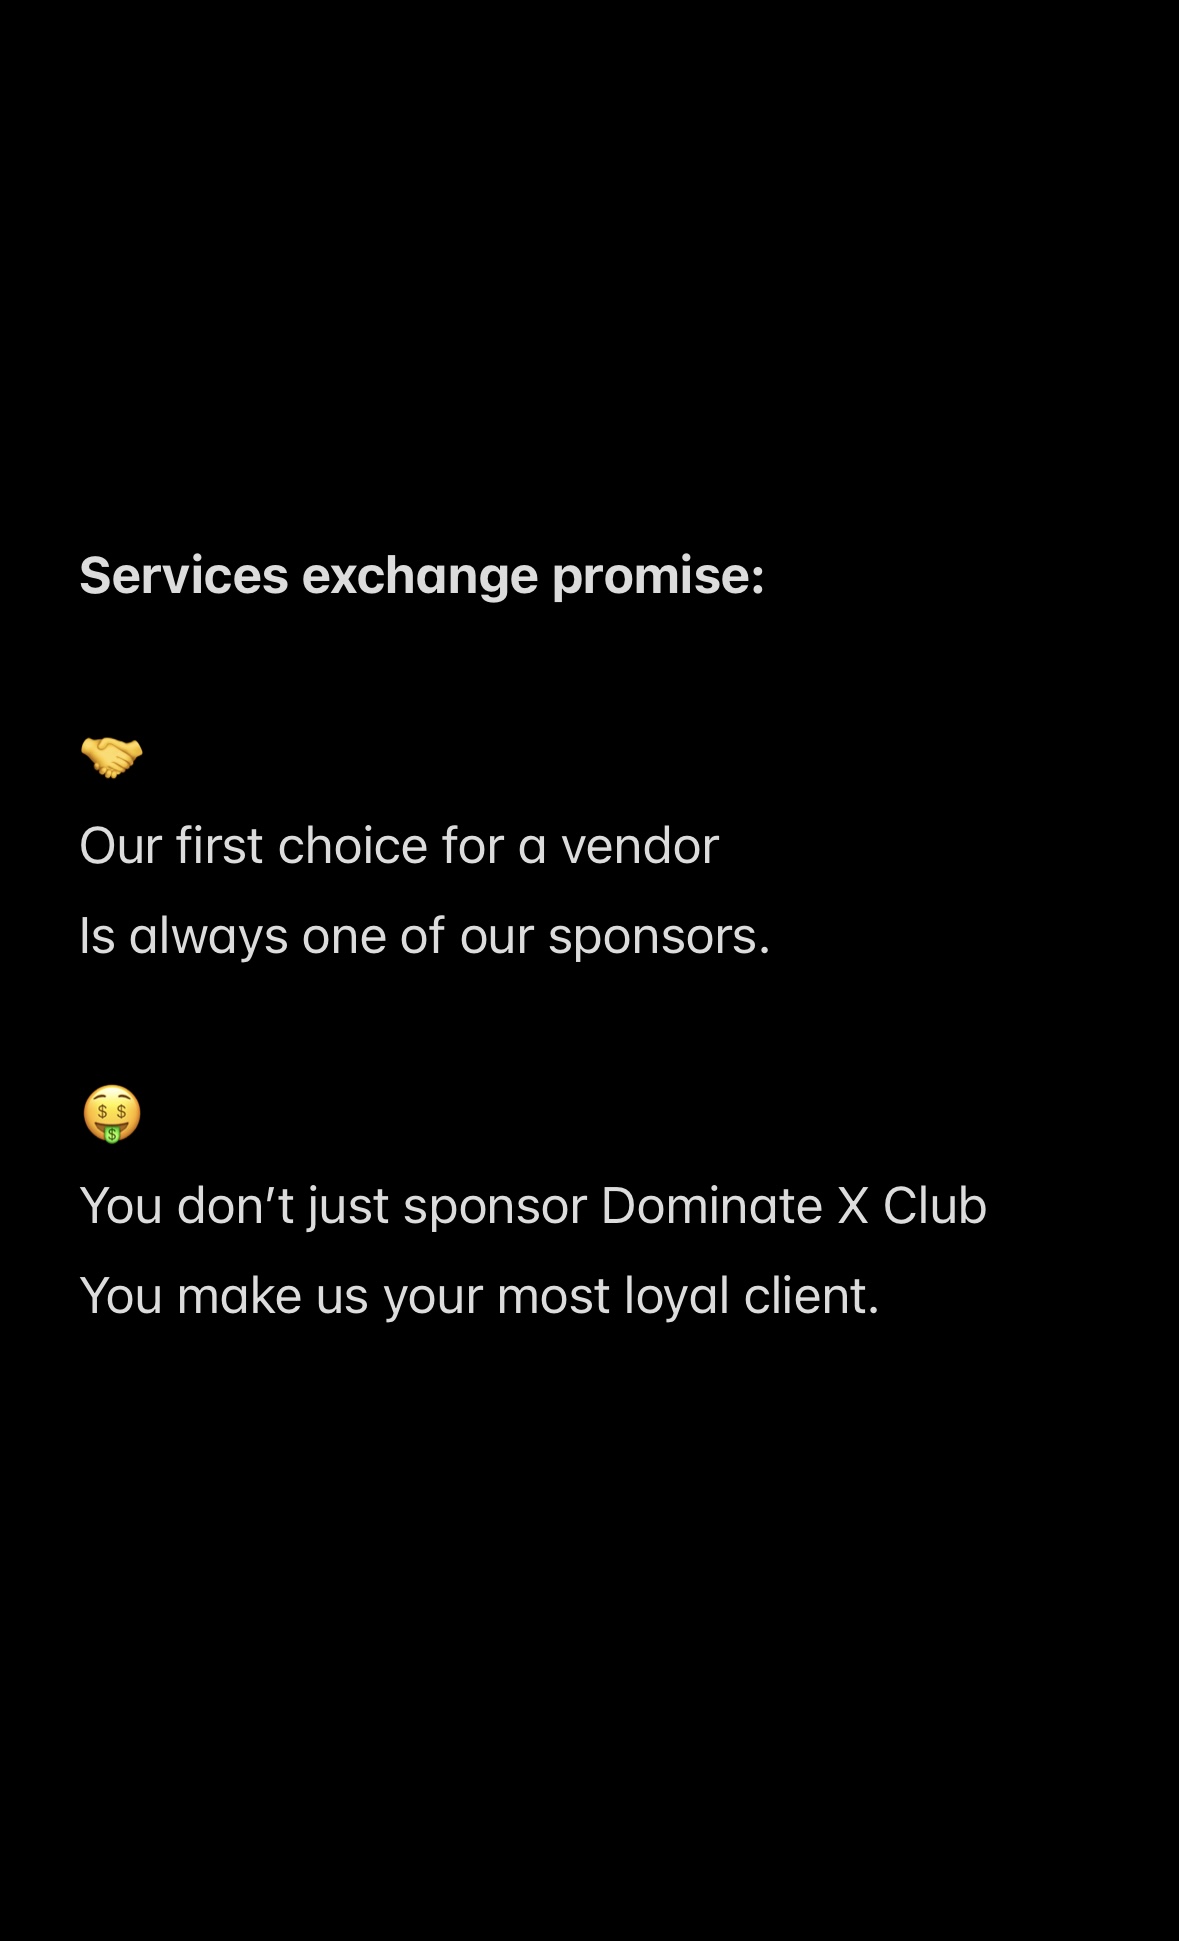 Services exchange promise:
🤝
Our first choice for a vendor
Is always one of our sponsors.
🤑
You don't just sponsor Dominate X Club
You make us your most loyal client.